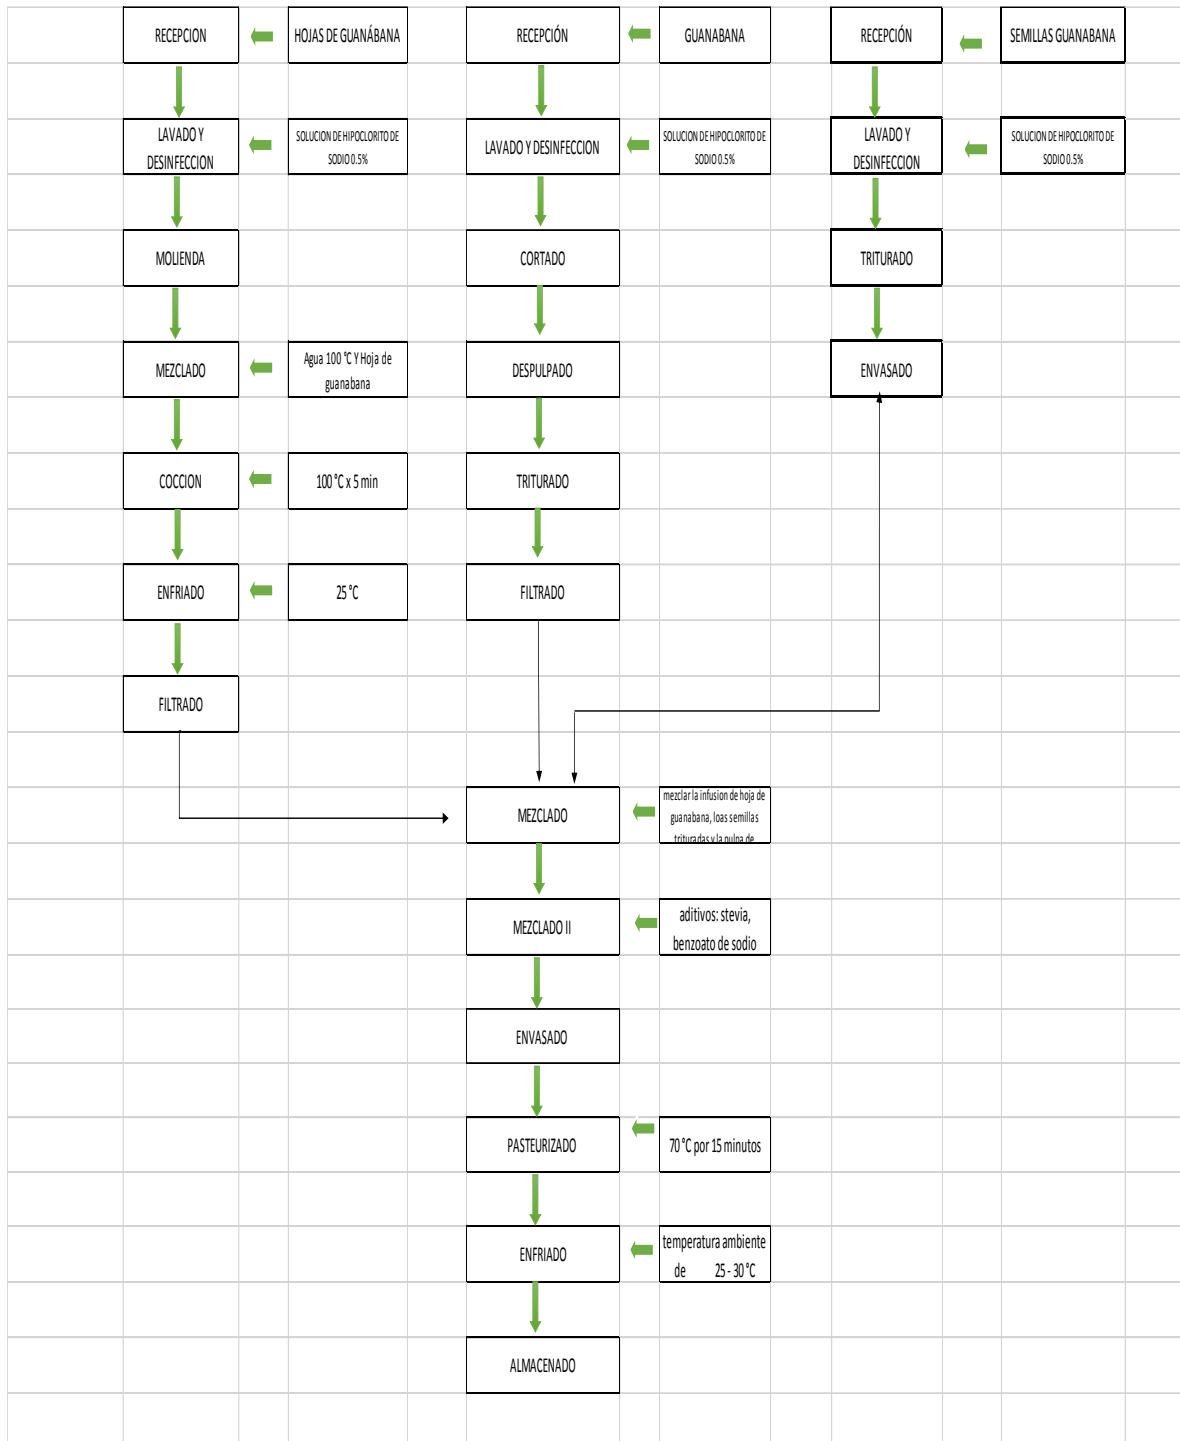 RECEPCION
HOJAS DE GUANÁBANA
RECEPCIÓN
GUANABANA
RECEPCIÓN
SEMILLAS GUANABANA
LAVADO Y
DESINFECCION
SOLUCION DE HIPOCLORITO DE
SODIO 0.5%
LAVADO Y DESINFECCION
SOLUCION DE HIPOCLORITO DE
SODIO 0.5%
LAVADO Y
DESINFECCION
SOLUCION DE HIPOCLORITO DE
SODIO 0.5%
MOLIENDA
CORTADO
TRITURADO
MEZCLADO
Agua 100 °C Y Hoja de
guanabana
DESPULPADO
ENVASADO
COCCION
100 °C x 5 min
TRITURADO
ENFRIADO
25 °C
FILTRADO
FILTRADO
MEZCLADO
mezclar la infusion de hoja de
guanabana, loas semillas
trituradas y la pulpa de
MEZCLADO II
aditivos: stevia,
benzoato de sodio
ENVASADO
PASTEURIZADO
70 °C por 15 minutos
ENFRIADO
temperatura ambiente
de 25 - 30 °C
ALMACENADO